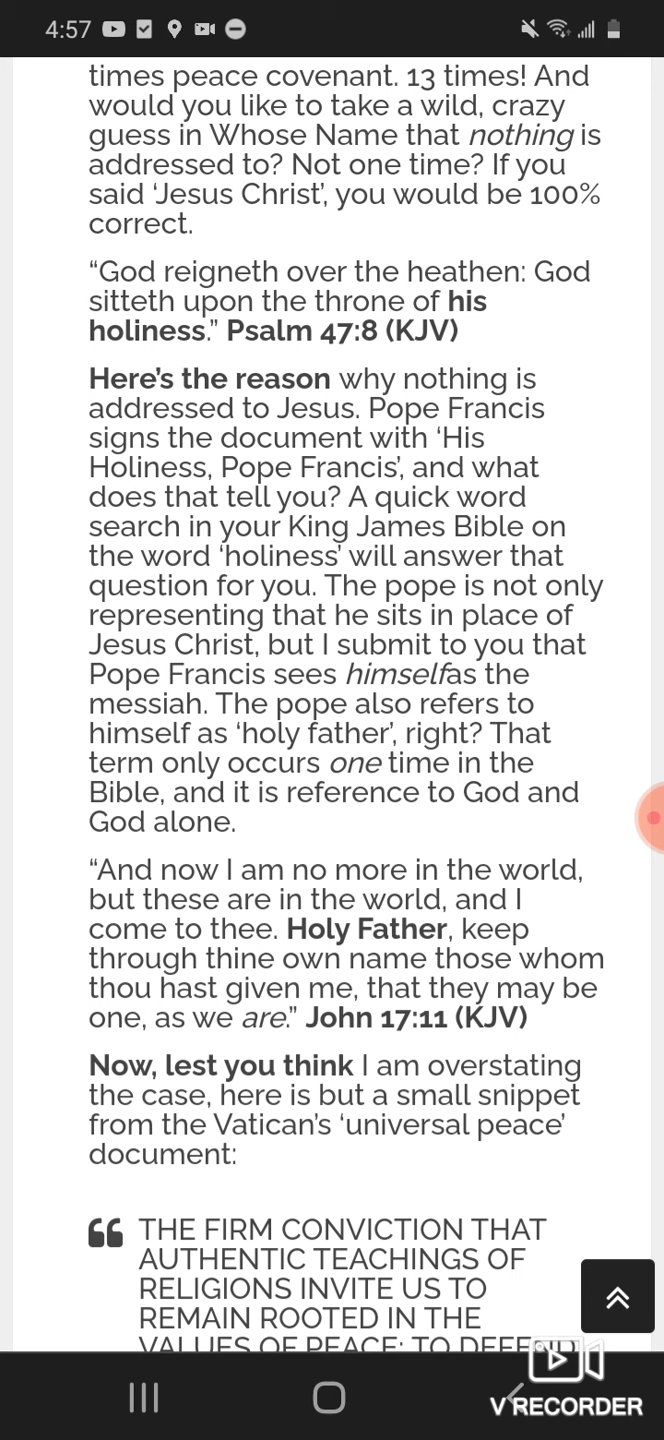 4:57
times peace covenant. 13 times! And
would you like to take a wild, crazy
guess in Whose Name that nothing is
addressed to? Not one time? If you
said ‘Jesus Christ’, you would be 100%
correct.
“God reigneth over the heathen: God
sitteth upon the throne of his
holiness.” Psalm 47:8 (KJV)
Here’s the reason why nothing is
addressed to Jesus. Pope Francis
signs the document with ‘His
Holiness, Pope Francis’, and what
does that tell you? A quick word
search in your King James Bible on
the word ‘holiness’ will answer that
question for you. The pope is not only
representing that he sits in place of
Jesus Christ, but I submit to you that
Pope Francis sees himselfas the
messiah. The pope also refers to
himself as ‘holy father’, right? That
term only occurs one time in the
Bible, and it is reference to God and
God alone.
“And now I am no more in the world,
but these are in the world, and I
come to thee. Holy Father, keep
through thine own name those whom
thou hast given me, that they may be
one, as we are.” John 17:11 (KJV)
Now, lest you think I am overstating
the case, here is but a small snippet
from the Vatican’s ‘universal peace’
document:
“ THE FIRM CONVICTION THAT
AUTHENTIC TEACHINGS OF
RELIGIONS INVITE US TO
REMAIN ROOTED IN THE
VALUES OF PEACE; TO DEFEND
V RECORDER